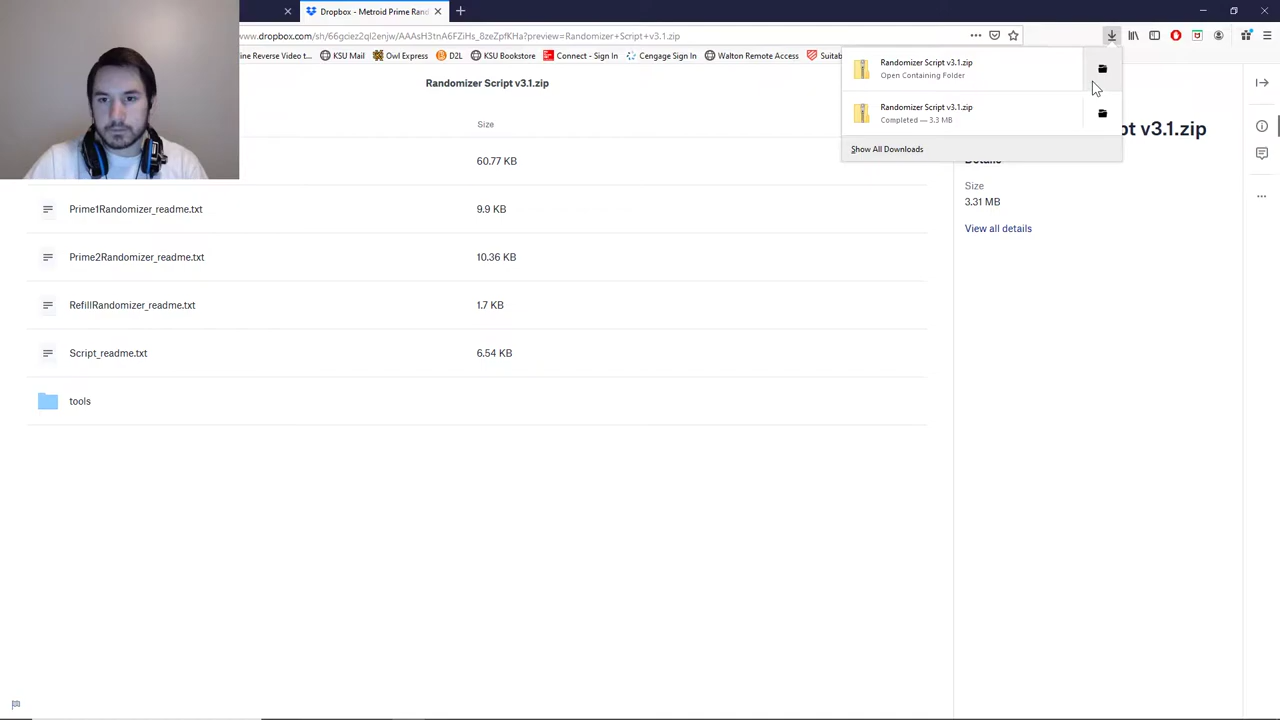 Dropbox - Metroid Prime Rand
ww.dropbox.com/sh/66gciez2ql2enjw/AAAsH3tnA6FZiHs_8zeZpfKHa?preview=Randomizer+Script+v3.1.zip
ine Reverse Video t... KSU Mail Owl Express D2L KSU Bookstore Connect - Sign In Cengage Sign In Walton Remote Access Suitab
Randomizer Script v3.1.zip
Open Containing Folder
Randomizer Script v3.1.zip
Completed — 3.3 MB
Show All Downloads
Randomizer Script v3.1.zip
pt v3.1.zip
Size
60.77 KB
Prime1Randomizer_readme.txt 9.9 KB
Prime2Randomizer_readme.txt 10.36 KB
RefillRandomizer_readme.txt 1.7 KB
Script_readme.txt 6.54 KB
tools
Details
Size
3.31 MB
View all details